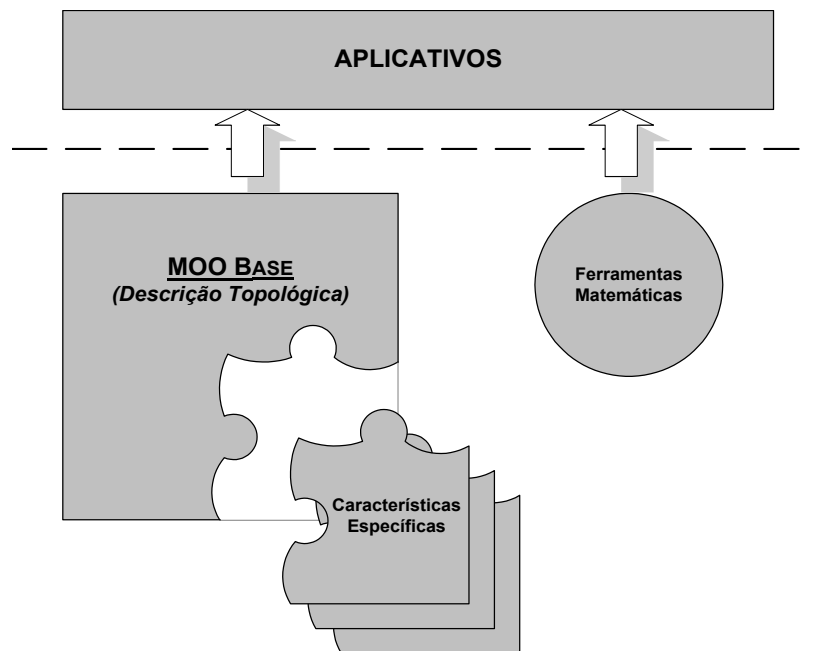 APLICATIVOS
MOO BASE
(Descrição Topológica)
Ferramentas
Matemáticas
Características
Específicas